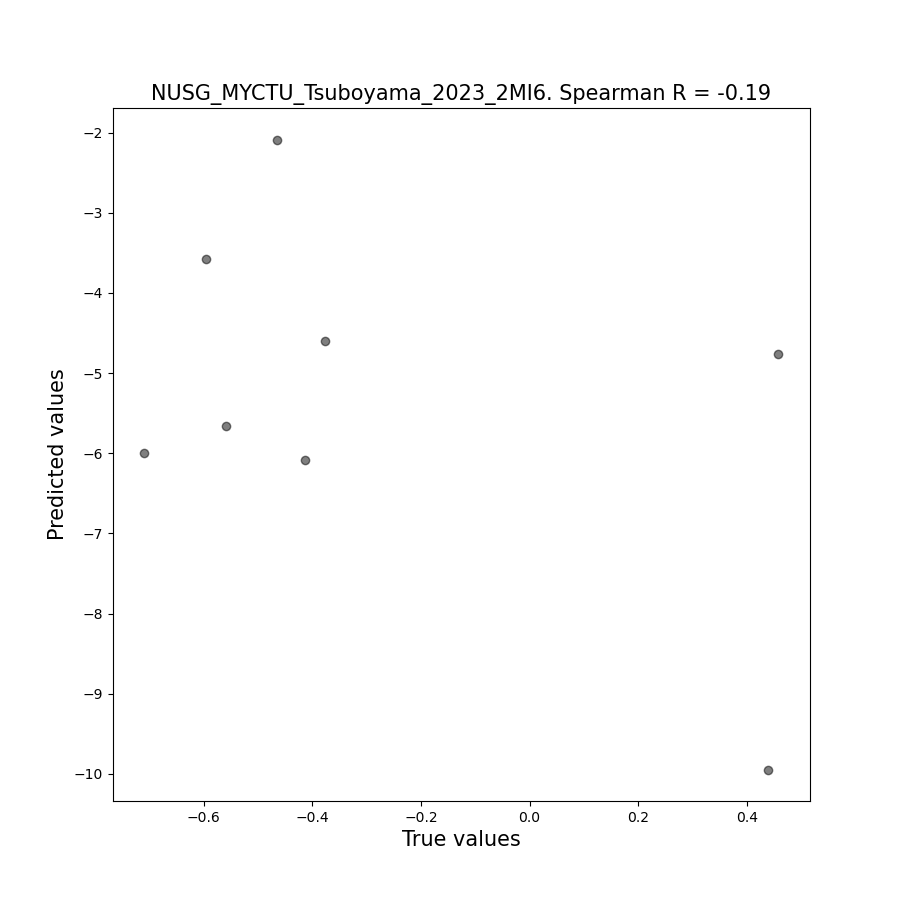 NUSG_MYCTU_Tsuboyama_2023_2MI6. Spearman R = -0.19
Predicted values
−2
−3
−4
−5
−6
−7
−8
−9
−10
−0.6 −0.4 −0.2 0.0 0.2 0.4
True values